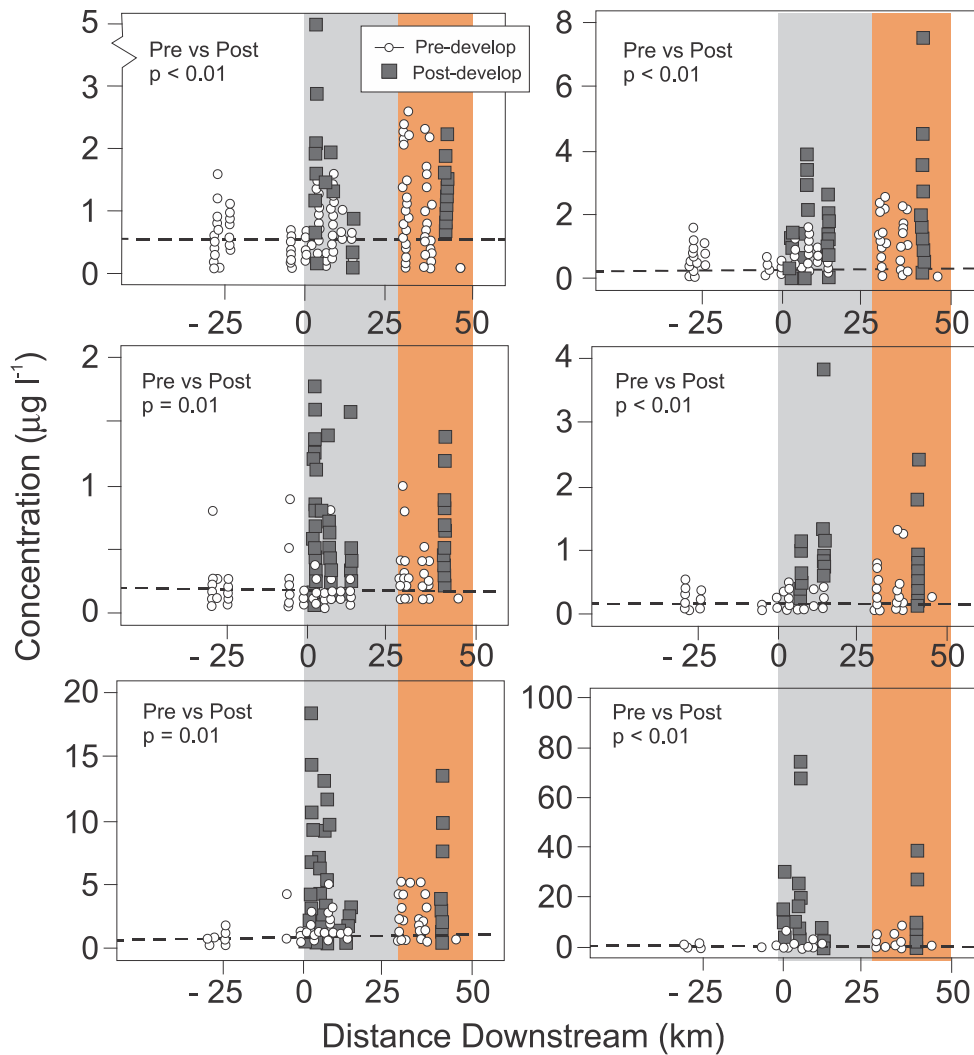 5
3
2
1
0
Pre vs Post
p < 0.01
Pre-develop
Post-develop
- 25 0 25 50
8
6
4
2
0
Pre vs Post
p < 0.01
- 25 0 25 50
2
1
0
Pre vs Post
p = 0.01
- 25 0 25 50
4
3
2
1
0
Pre vs Post
p < 0.01
- 25 0 25 50
20
15
10
5
0
Pre vs Post
p = 0.01
- 25 0 25 50
100
80
60
40
20
0
Pre vs Post
p < 0.01
- 25 0 25 50
Concentration (µg l⁻¹)
Distance Downstream (km)